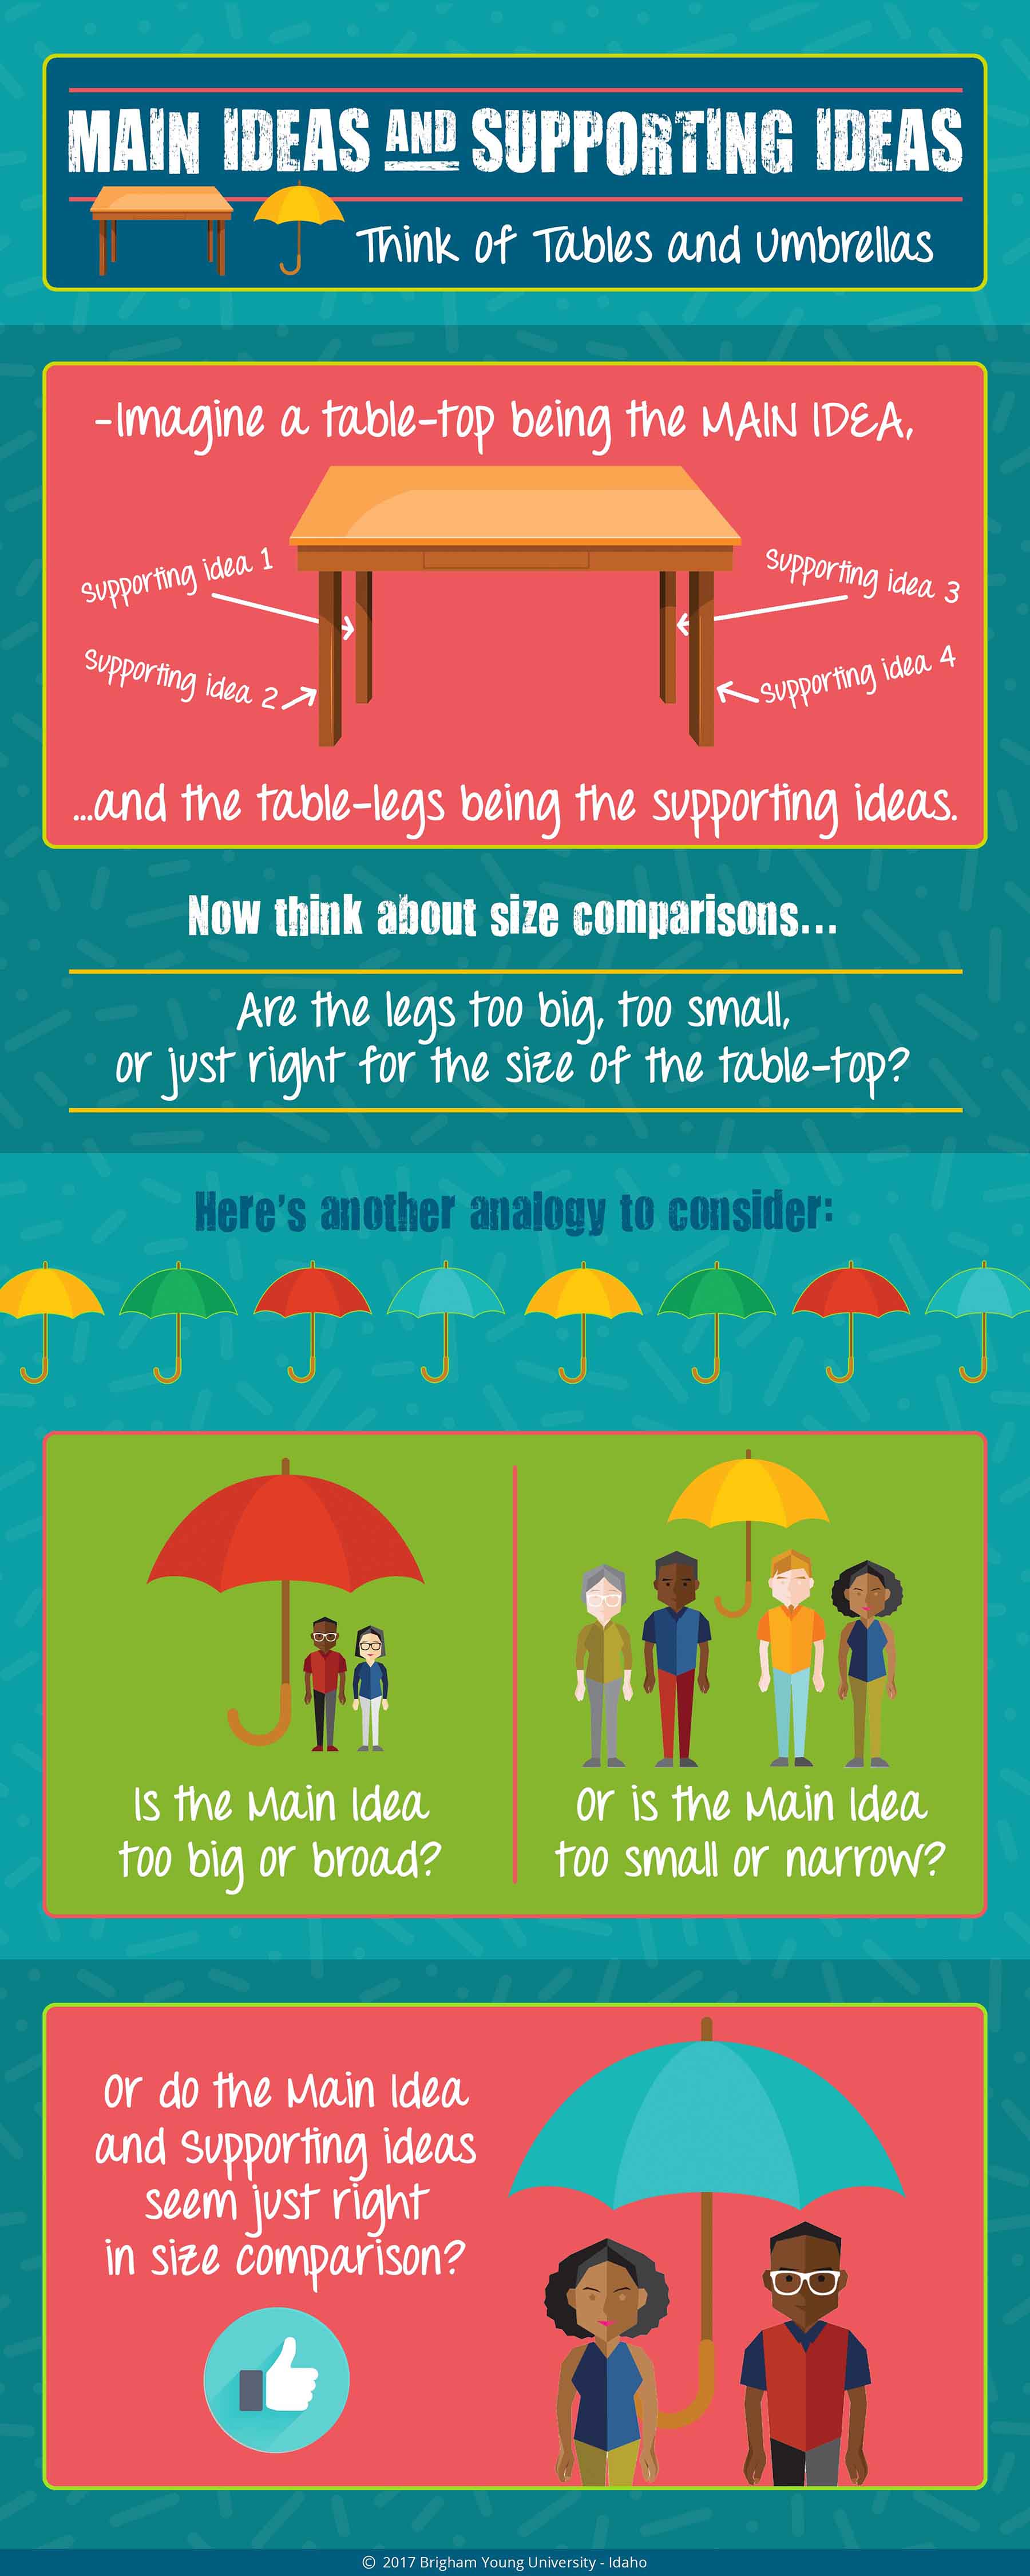 MAIN IDEAS AND SUPPORTING IDEAS
Think of Tables and Umbrellas
-Imagine a table-top being the MAIN IDEA,
Supporting idea 1
Supporting idea 3
Supporting idea 2
Supporting idea 4
...and the table-legs being the supporting ideas.
Now think about size comparisons...
Are the legs too big, too small,
or just right for the size of the table-top?
Here's another analogy to consider:
Is the Main Idea
too big or broad?
Or is the Main Idea
too small or narrow?
Or do the Main Idea
and Supporting ideas
seem just right
in size comparison?
© 2017 Brigham Young University - Idaho